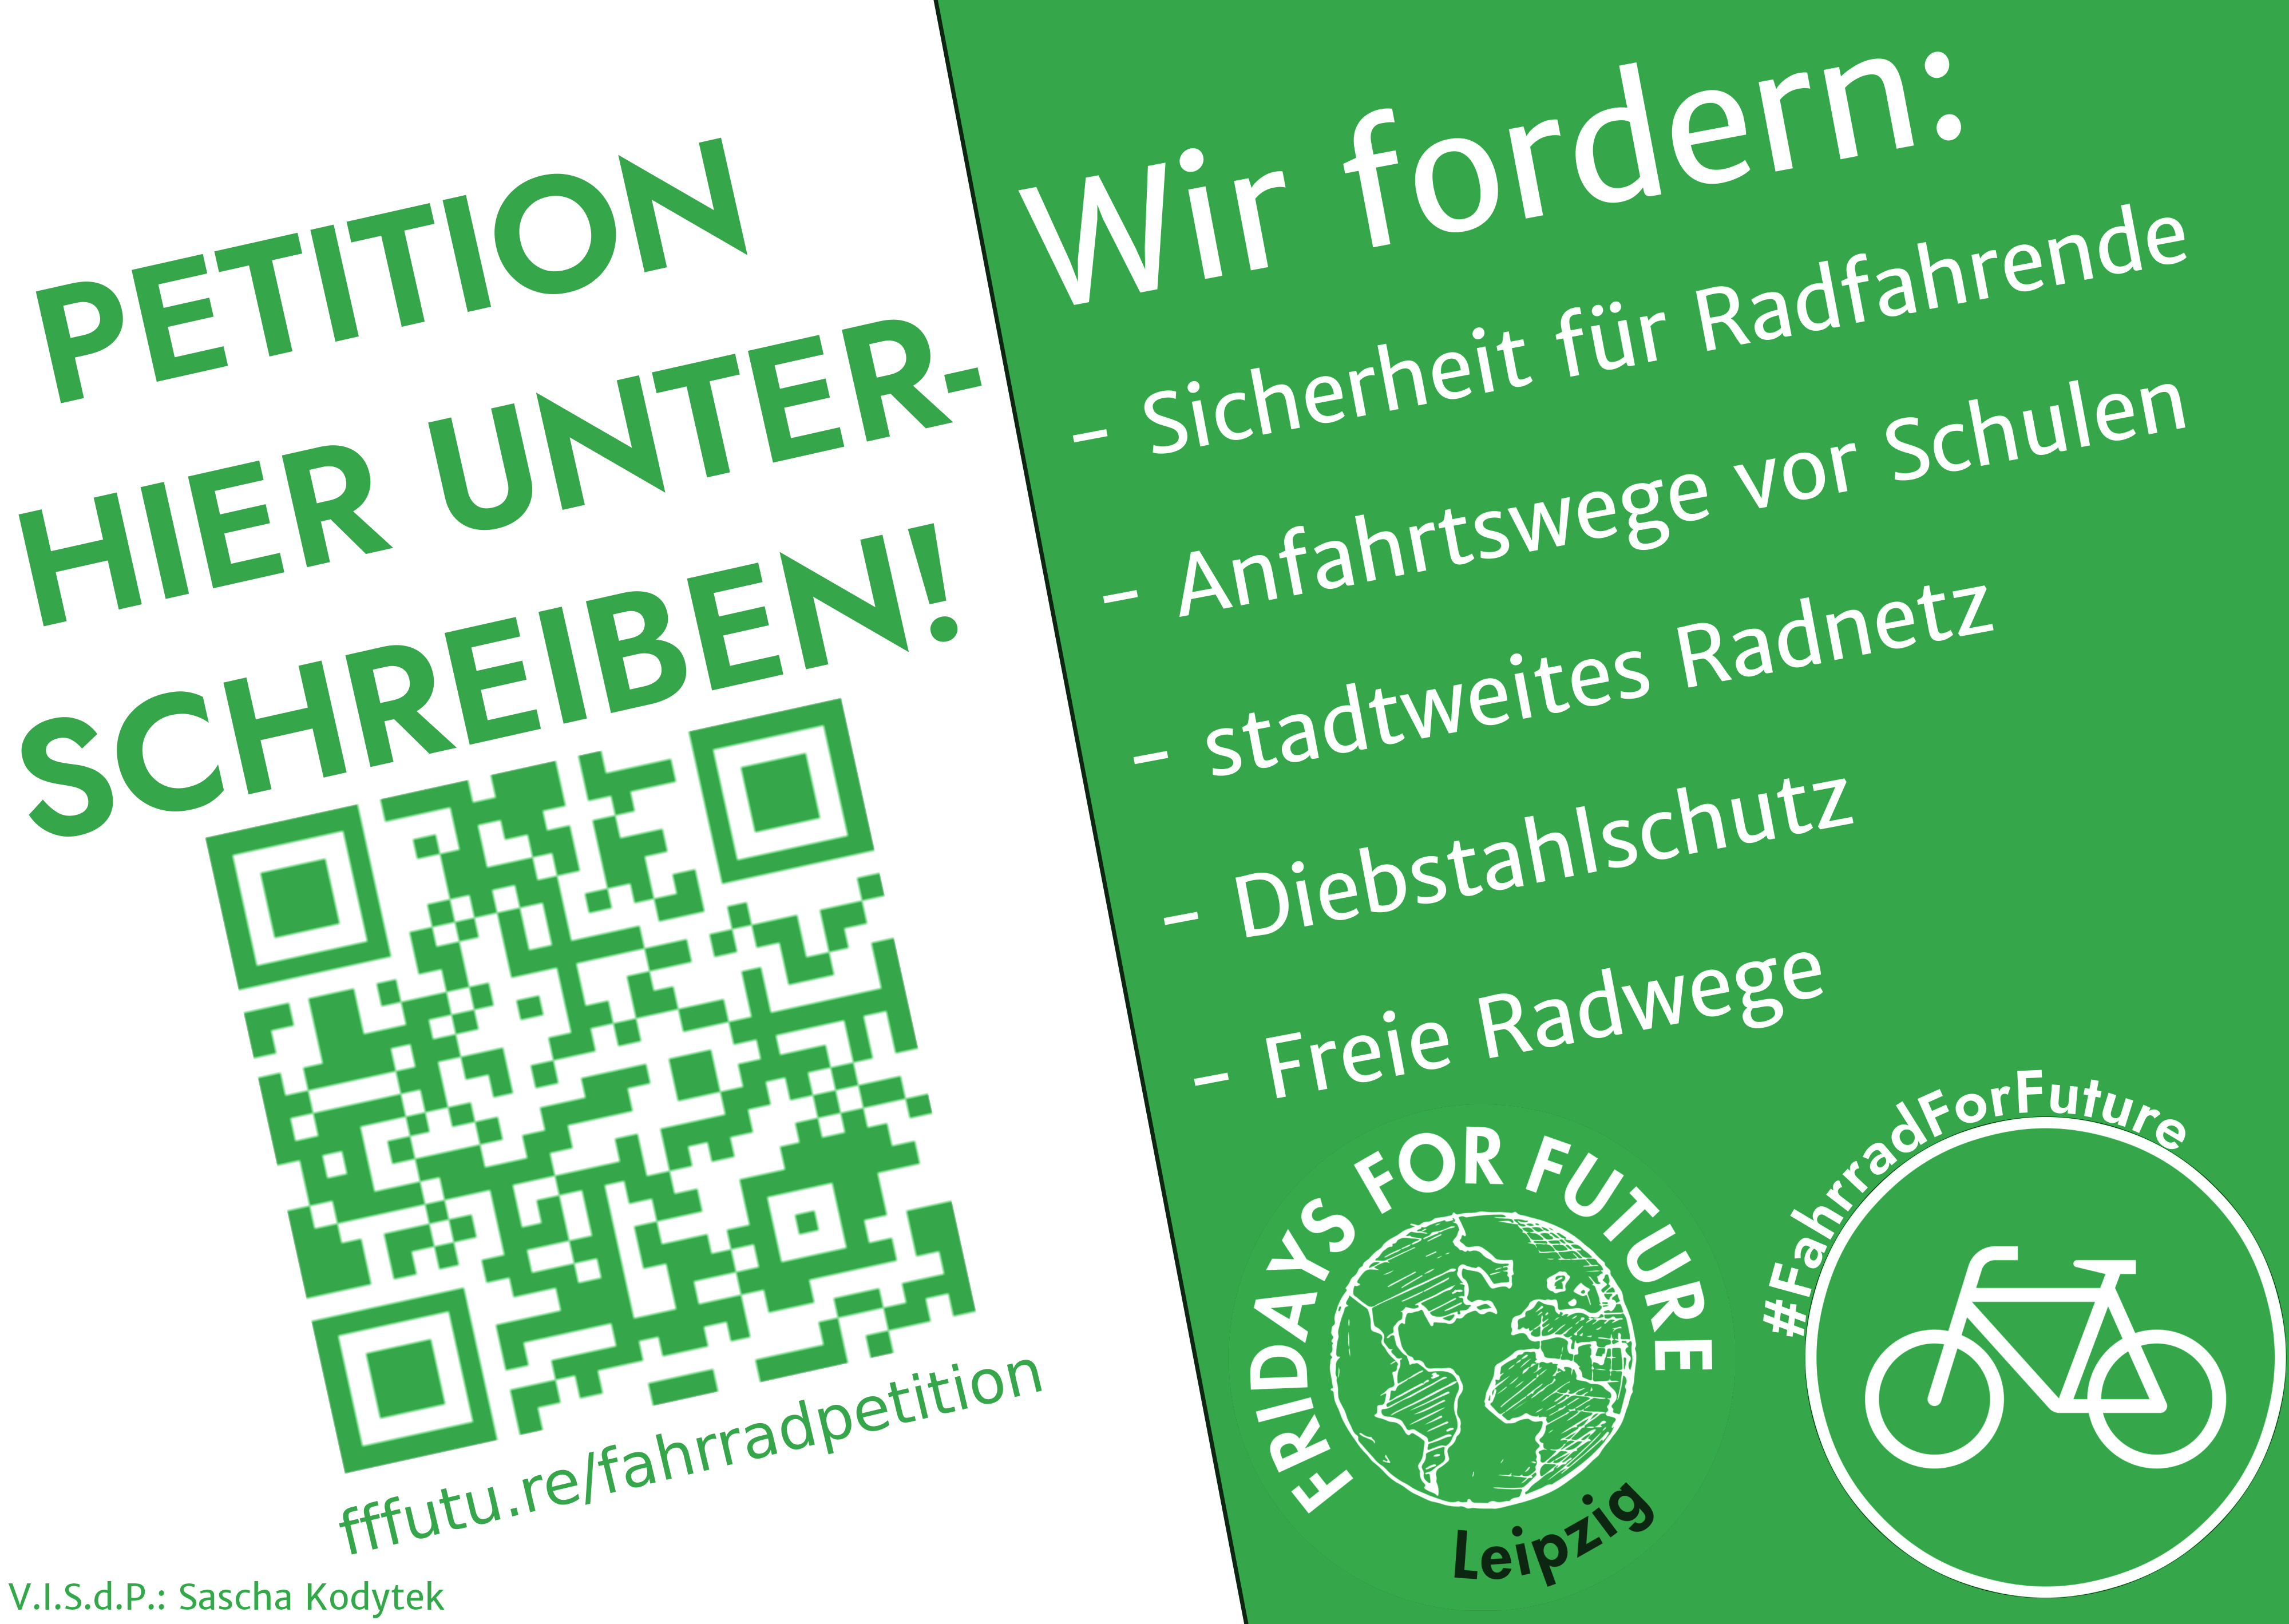 PETITION
HIER UNTER-
SCHREIBEN!
fffutu.re/fahrradpetition
V.I.S.d.P.: Sascha Kodytek
Wir fordern:
– Sicherheit für Radfahrende
– Anfahrtswege vor Schulen
– stadtweites Radnetz
– Diebstahlschutz
– Freie Radwege
FRIDAYS FOR FUTURE
Leipzig
#FahrradForFuture